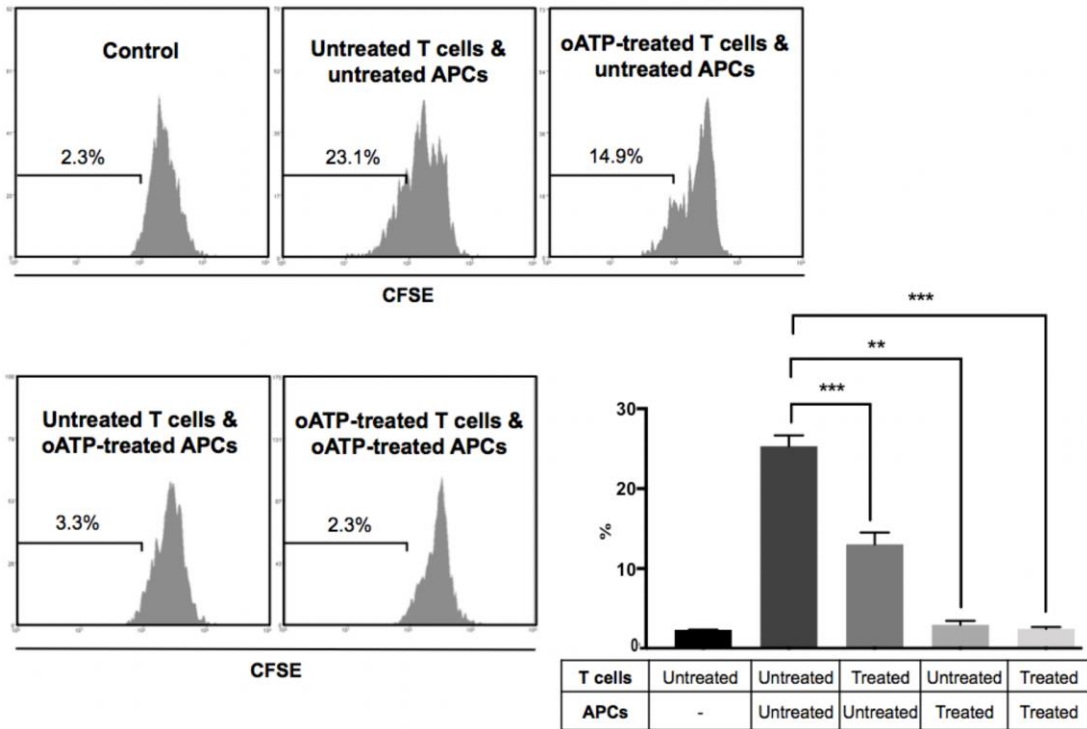 Control
2.3%
Untreated T cells &
untreated APCs
23.1%
oATP-treated T cells &
untreated APCs
14.9%
CFSE
Untreated T cells &
oATP-treated APCs
3.3%
oATP-treated T cells &
oATP-treated APCs
2.3%
CFSE
***
**
***
30
20
10
0
%
T cells Untreated Untreated Treated Untreated Treated
APCs - Untreated Untreated Treated Treated